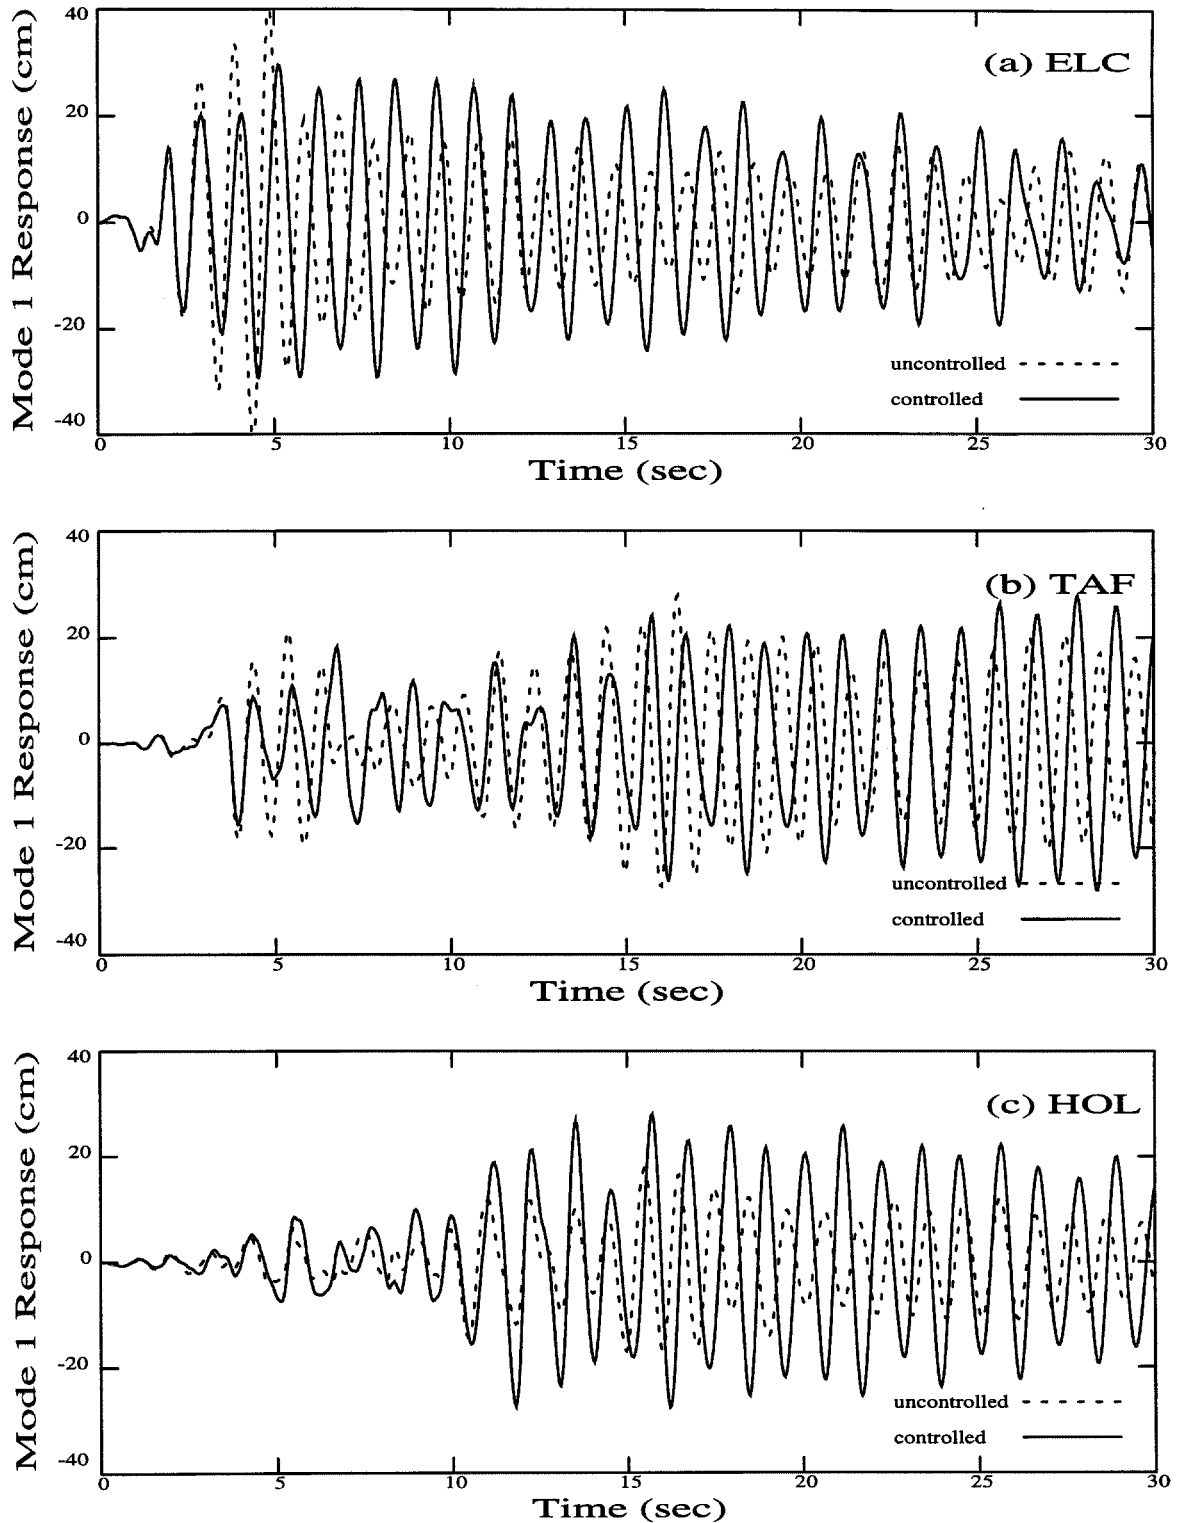 40
20
0
-20
-40
Mode 1 Response (cm)
(a) ELC
uncontrolled
controlled
0 5 10 15 20 25 30
Time (sec)
40
20
0
-20
-40
Mode 1 Response (cm)
(b) TAF
uncontrolled
controlled
0 5 10 15 20 25 30
Time (sec)
40
20
0
-20
-40
Mode 1 Response (cm)
(c) HOL
uncontrolled
controlled
0 5 10 15 20 25 30
Time (sec)